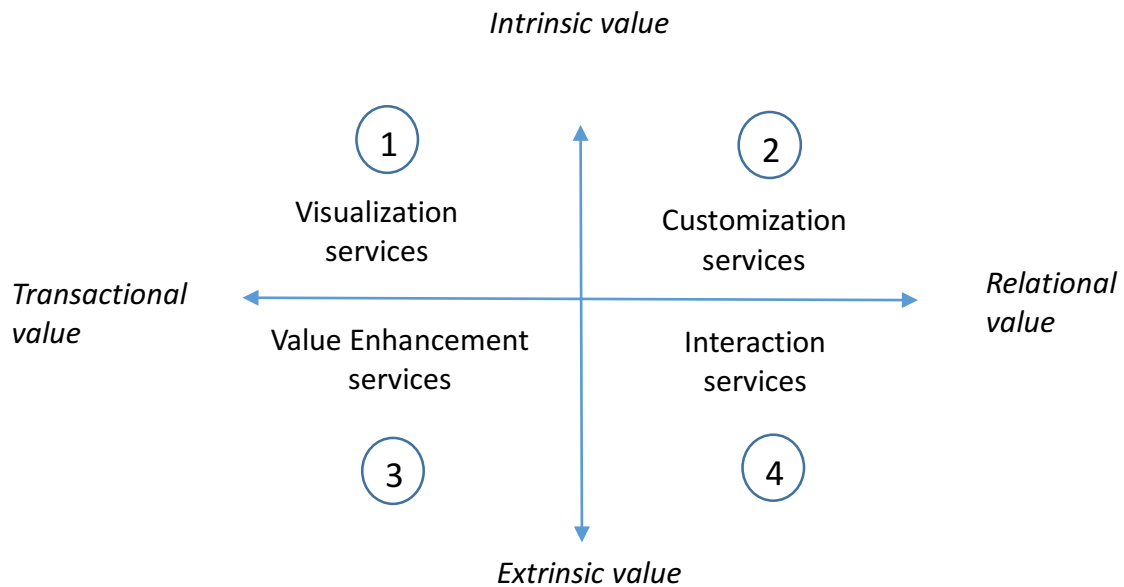 Intrinsic value
1
2
Visualization
services
Customization
services
Transactional
value
Relational
value
Value Enhancement
services
Interaction
services
3
4
Extrinsic value